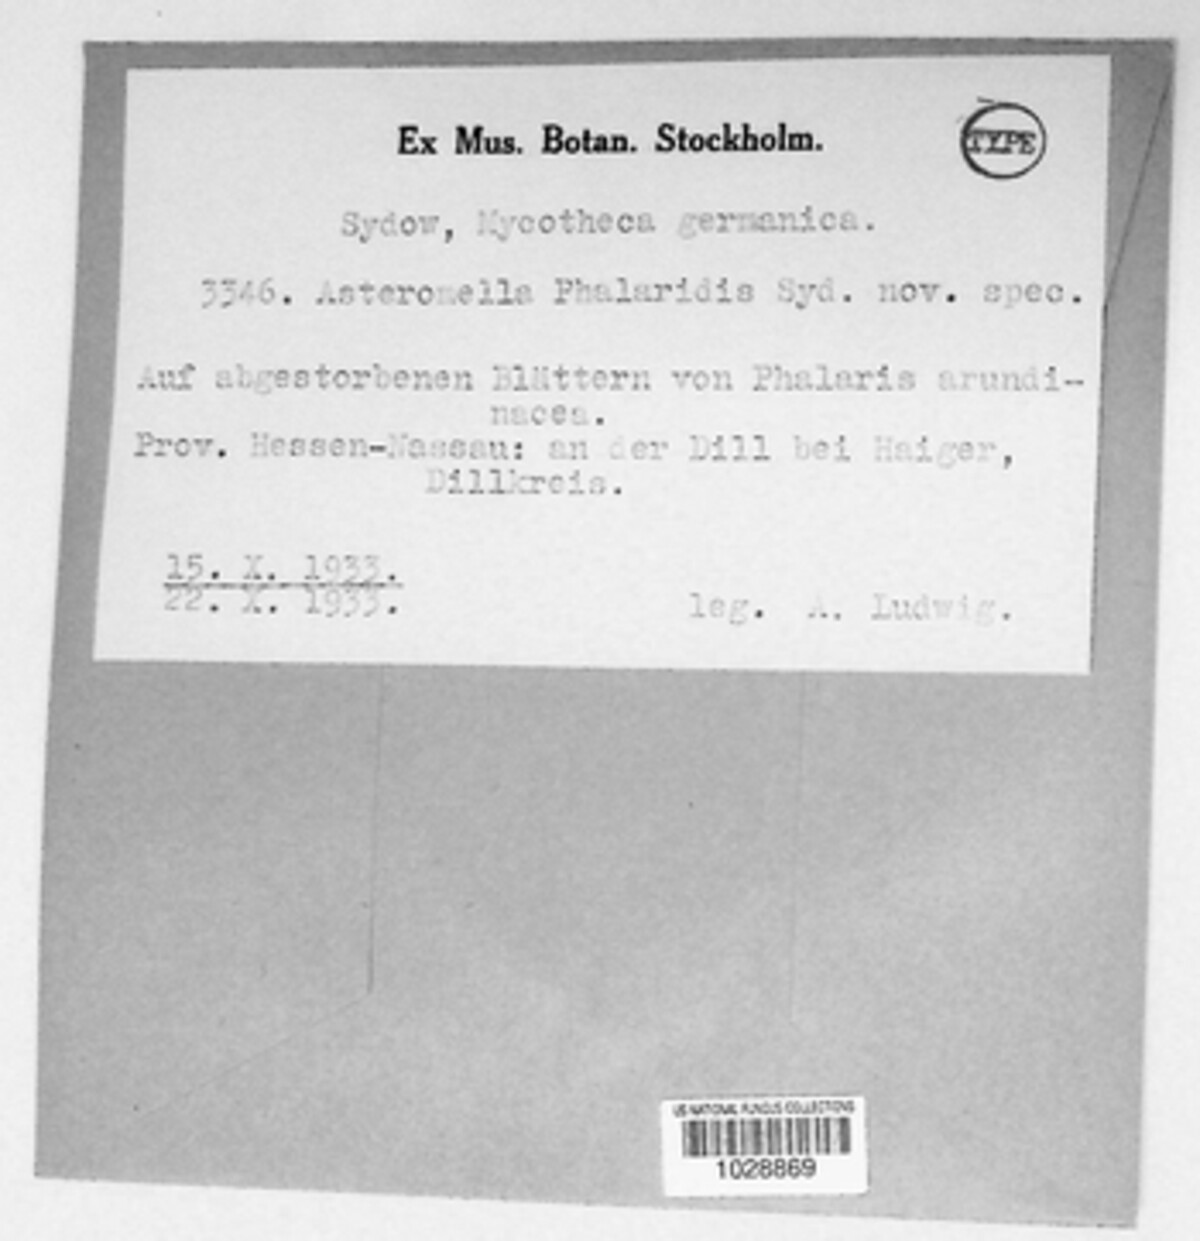 Ex Mus. Botan. Stockholm.
TYPE
Sydow, Mycotheca germanica.
3346. Asteromella Phalaridis Syd. nov. spec.
Auf abgestorbenen Blättern von Phalaris arundi-
nacea.
Prov. Hessen-Nassau: an der Dill bei Haiger,
Dillkreis.
15. X. 1933.
22. X. 1933.
leg. A. Ludwig.
US NATIONAL FUNGUS COLLECTIONS
1028869